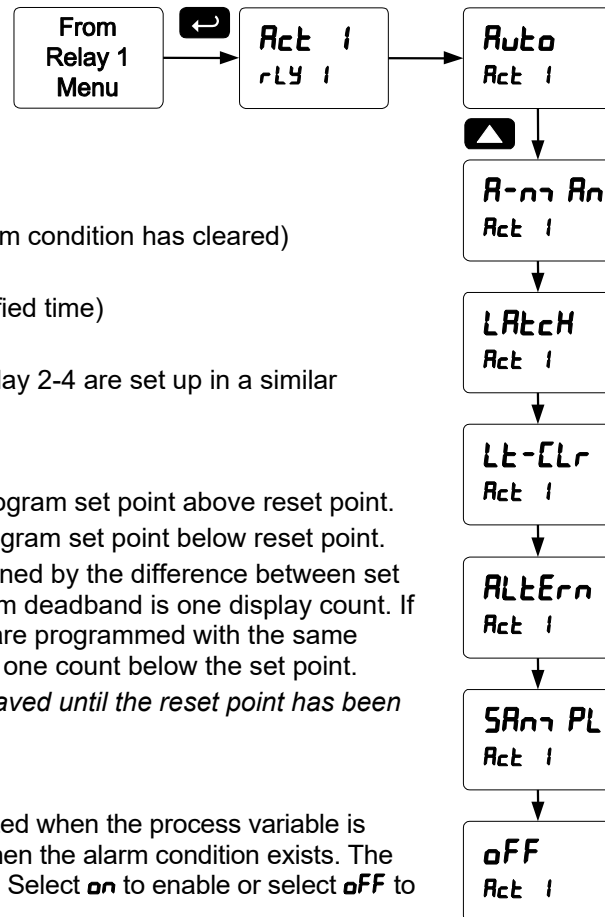 From
Relay 1
Menu
Act 1
rLY 1
Auto
Act 1
A-mAn
Act 1
LAtcH
Act 1
Lt-CLr
Act 1
ALtErn
Act 1
SAmPL
Act 1
oFF
Act 1
m condition has cleared)
fied time)
lay 2-4 are set up in a similar
ogram set point above reset point.
gram set point below reset point.
ned by the difference between set
m deadband is one display count. If
are programmed with the same
one count below the set point.
aved until the reset point has been
ed when the process variable is
hen the alarm condition exists. The
Select on to enable or select oFF to